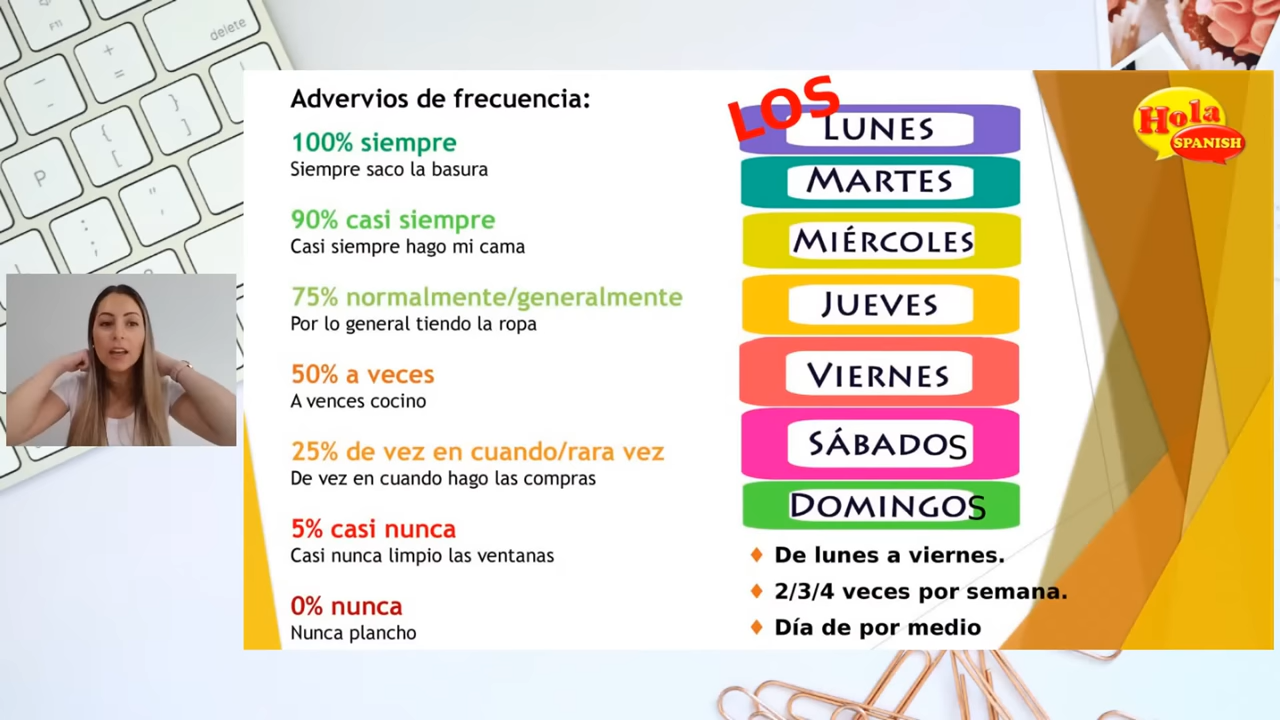 Advervios de frecuencia:
100% siempre
Siempre saco la basura
90% casi siempre
Casi siempre hago mi cama
75% normalmente/generalmente
Por lo general tiendo la ropa
50% a veces
A vences cocino
25% de vez en cuando/rara vez
De vez en cuando hago las compras
5% casi nunca
Casi nunca limpio las ventanas
0% nunca
Nunca plancho
LOS
LUNES
MARTES
MIÉRCOLES
JUEVES
VIERNES
SÁBADOS
DOMINGOS
De lunes a viernes.
2/3/4 veces por semana.
Día de por medio
Hola
SPANISH
delete
F11
+
=
{
[
}
]
P
:
;
"
'